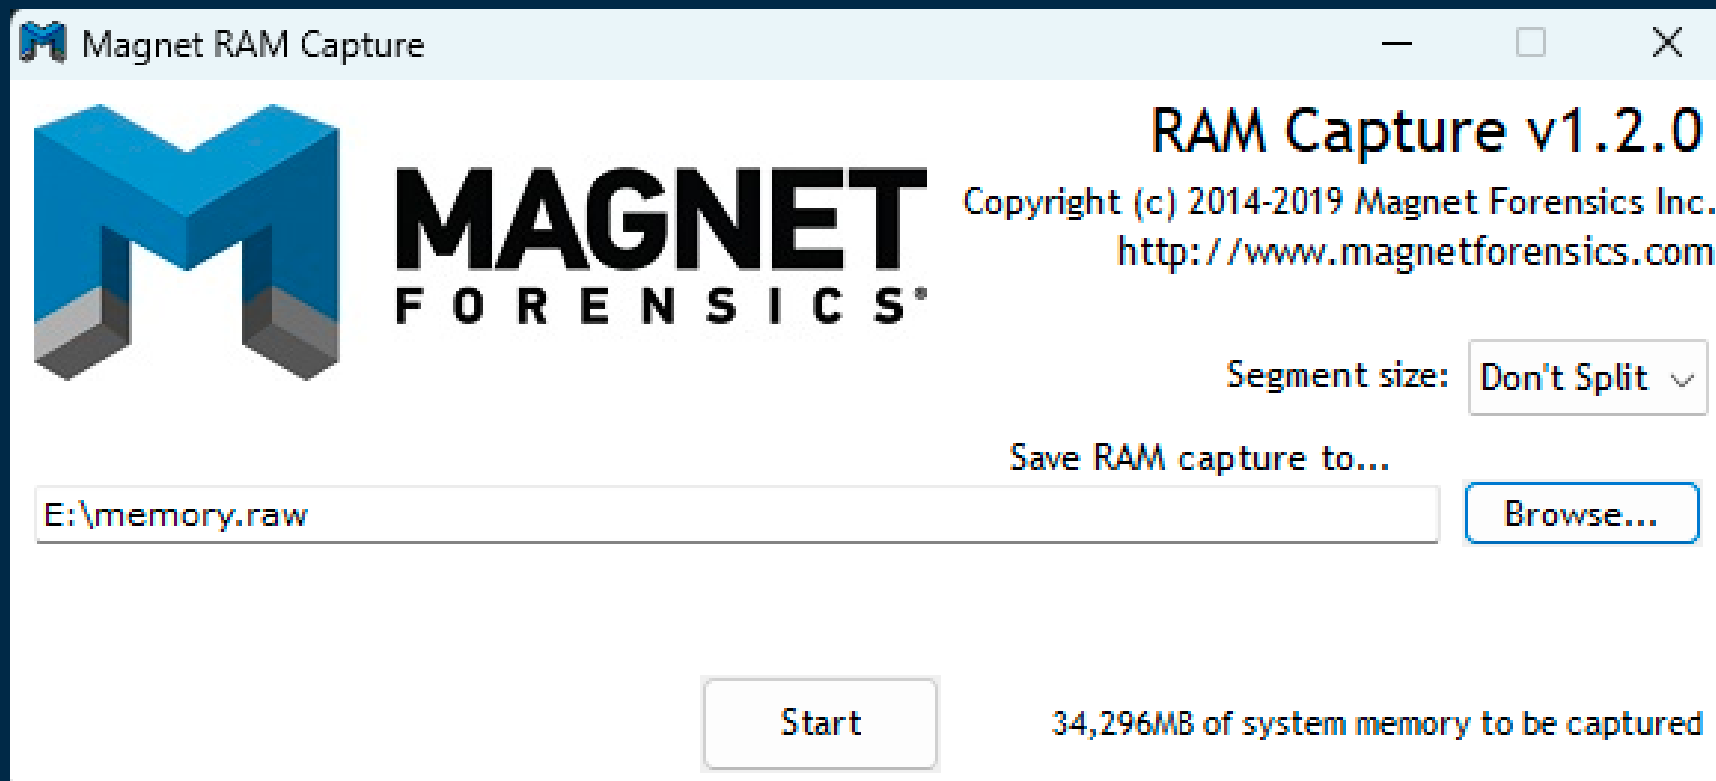 Magnet RAM Capture
MAGNET
FORENSICS®
RAM Capture v1.2.0
Copyright (c) 2014-2019 Magnet Forensics Inc.
http://www.magnetforensics.com
Segment size: Don't Split
Save RAM capture to...
E:\memory.raw Browse...
Start 34,296MB of system memory to be captured